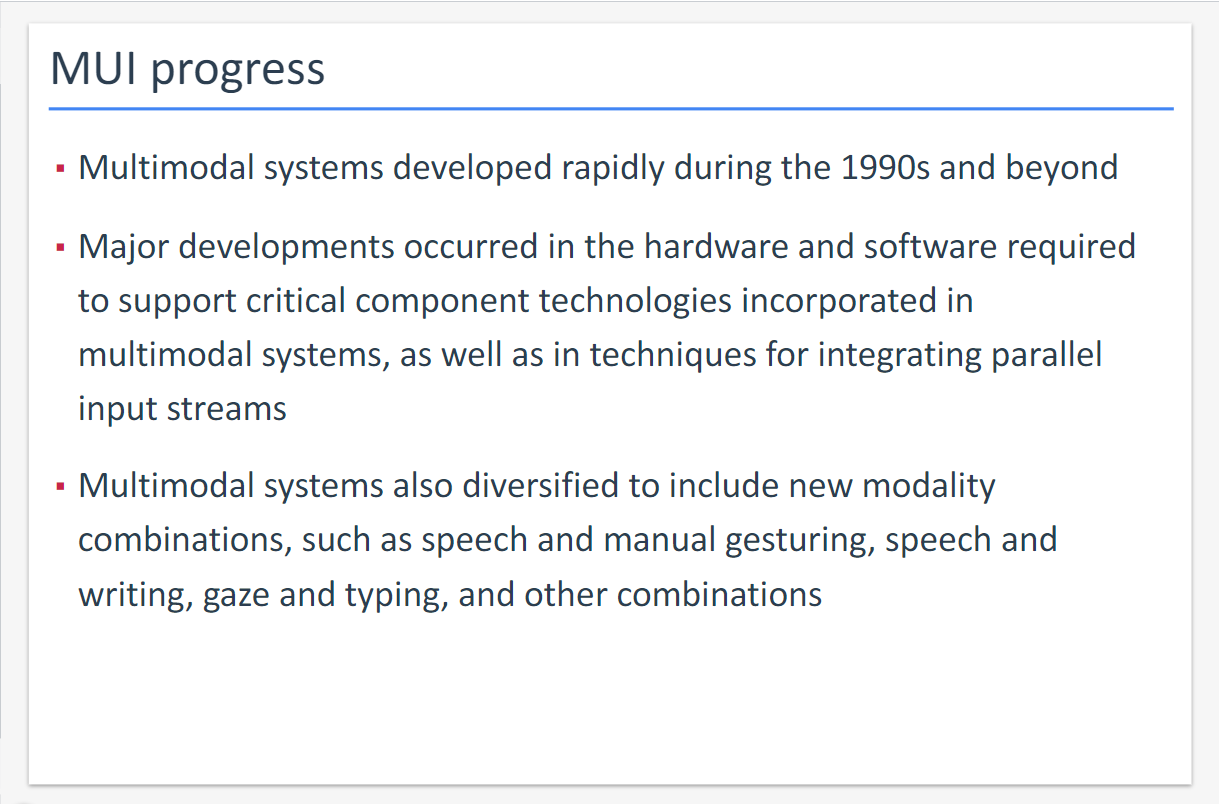 MUI progress
▪ Multimodal systems developed rapidly during the 1990s and beyond
▪ Major developments occurred in the hardware and software required
to support critical component technologies incorporated in
multimodal systems, as well as in techniques for integrating parallel
input streams
▪ Multimodal systems also diversified to include new modality
combinations, such as speech and manual gesturing, speech and
writing, gaze and typing, and other combinations